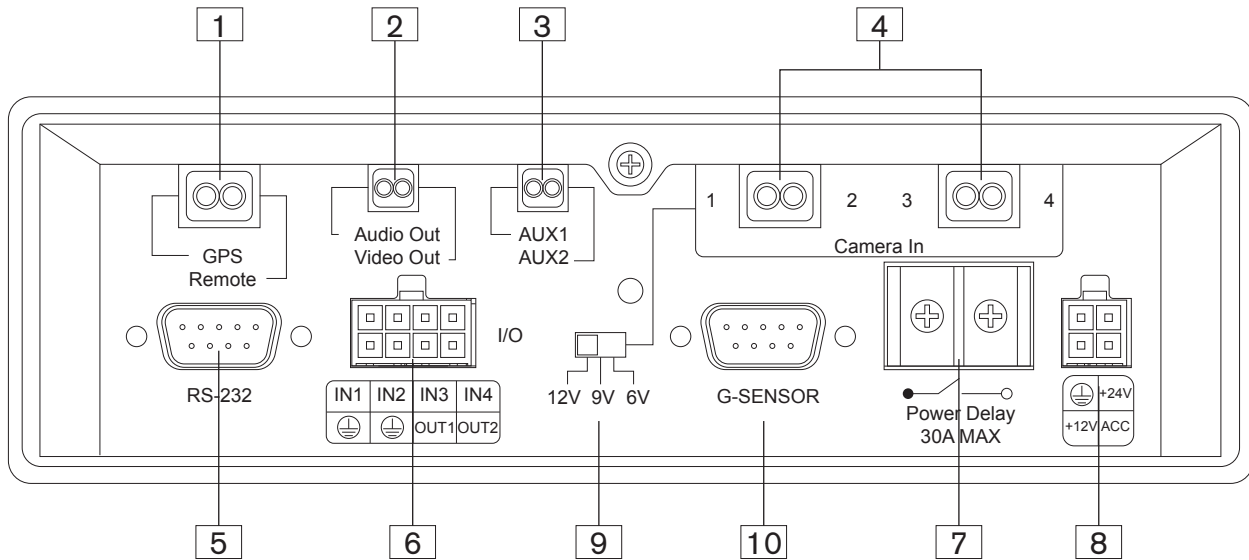 1 2 3 4
1 2 3 4
Audio Out AUX1
Camera In
GPS Video Out AUX2
Remote
I/O
RS-232 12V 9V 6V G-SENSOR
IN1 IN2 IN3 IN4
OUT1 OUT2
Power Delay
30A MAX
+24V
+12V ACC
5 6 9 10 7 8